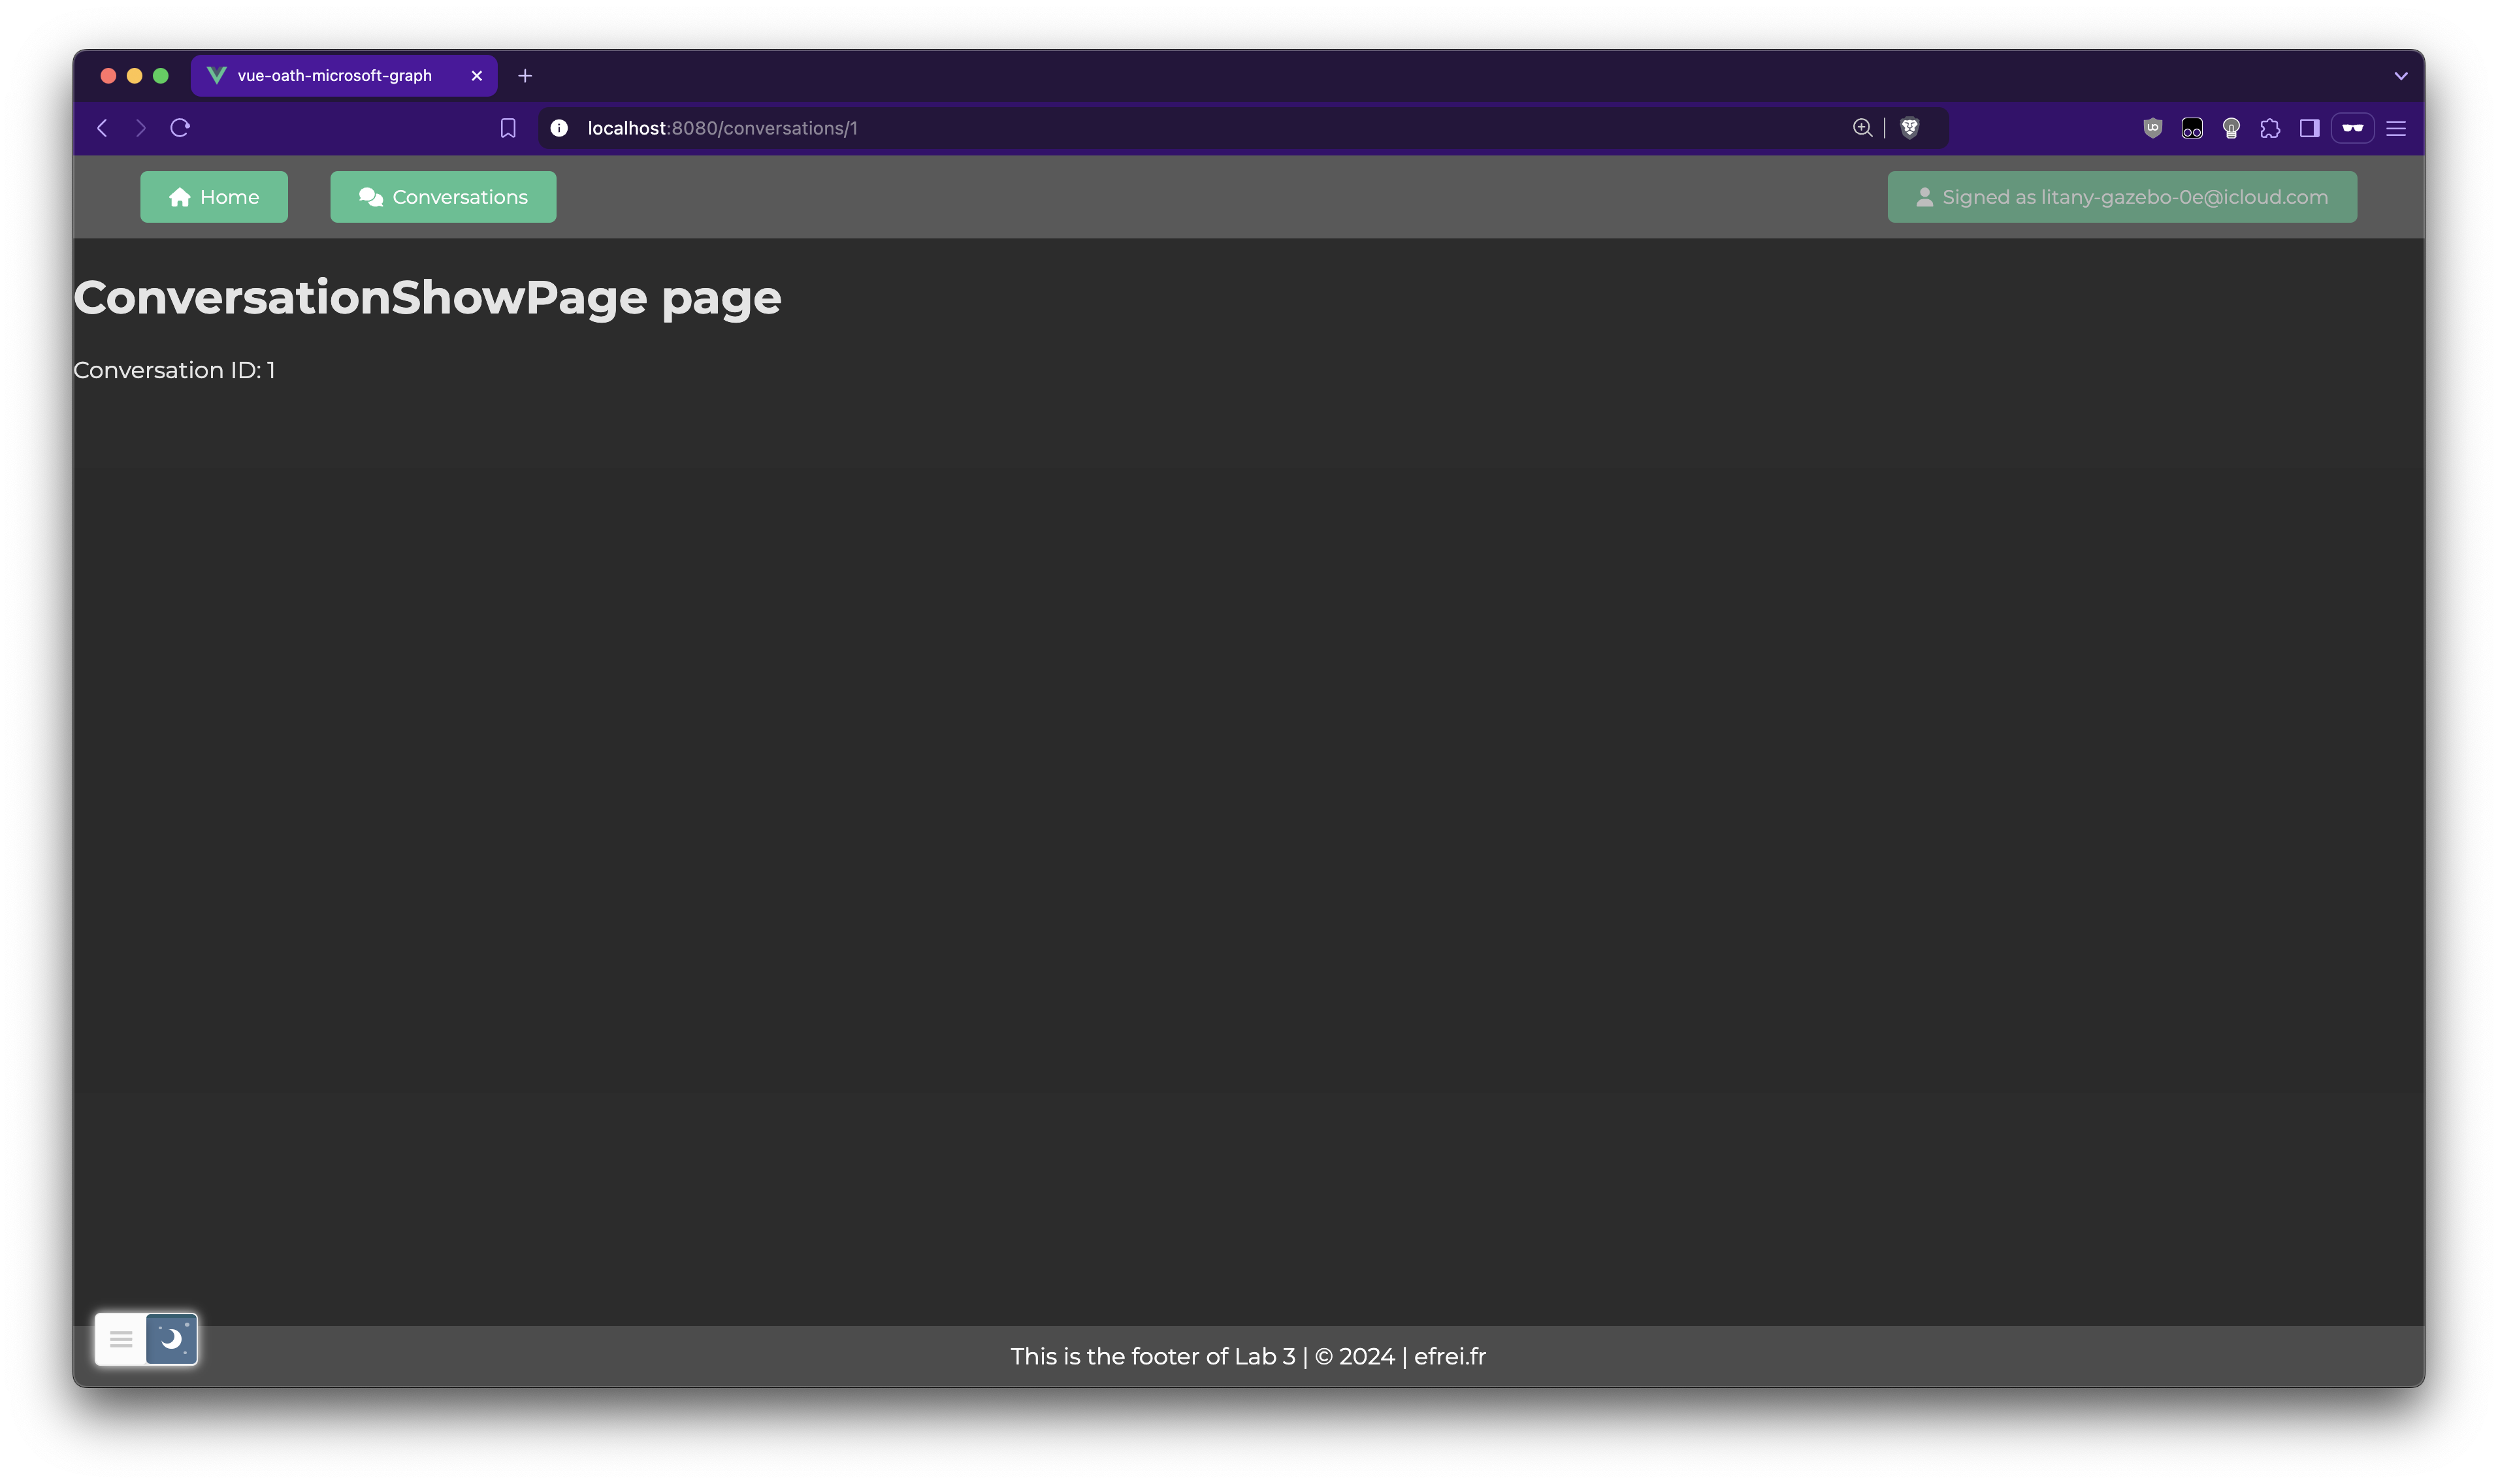 vue-oath-microsoft-graph
localhost:8080/conversations/1
Home
Conversations
Signed as litany-gazebo-0e@icloud.com
ConversationShowPage page
Conversation ID: 1
This is the footer of Lab 3 | © 2024 | efrei.fr